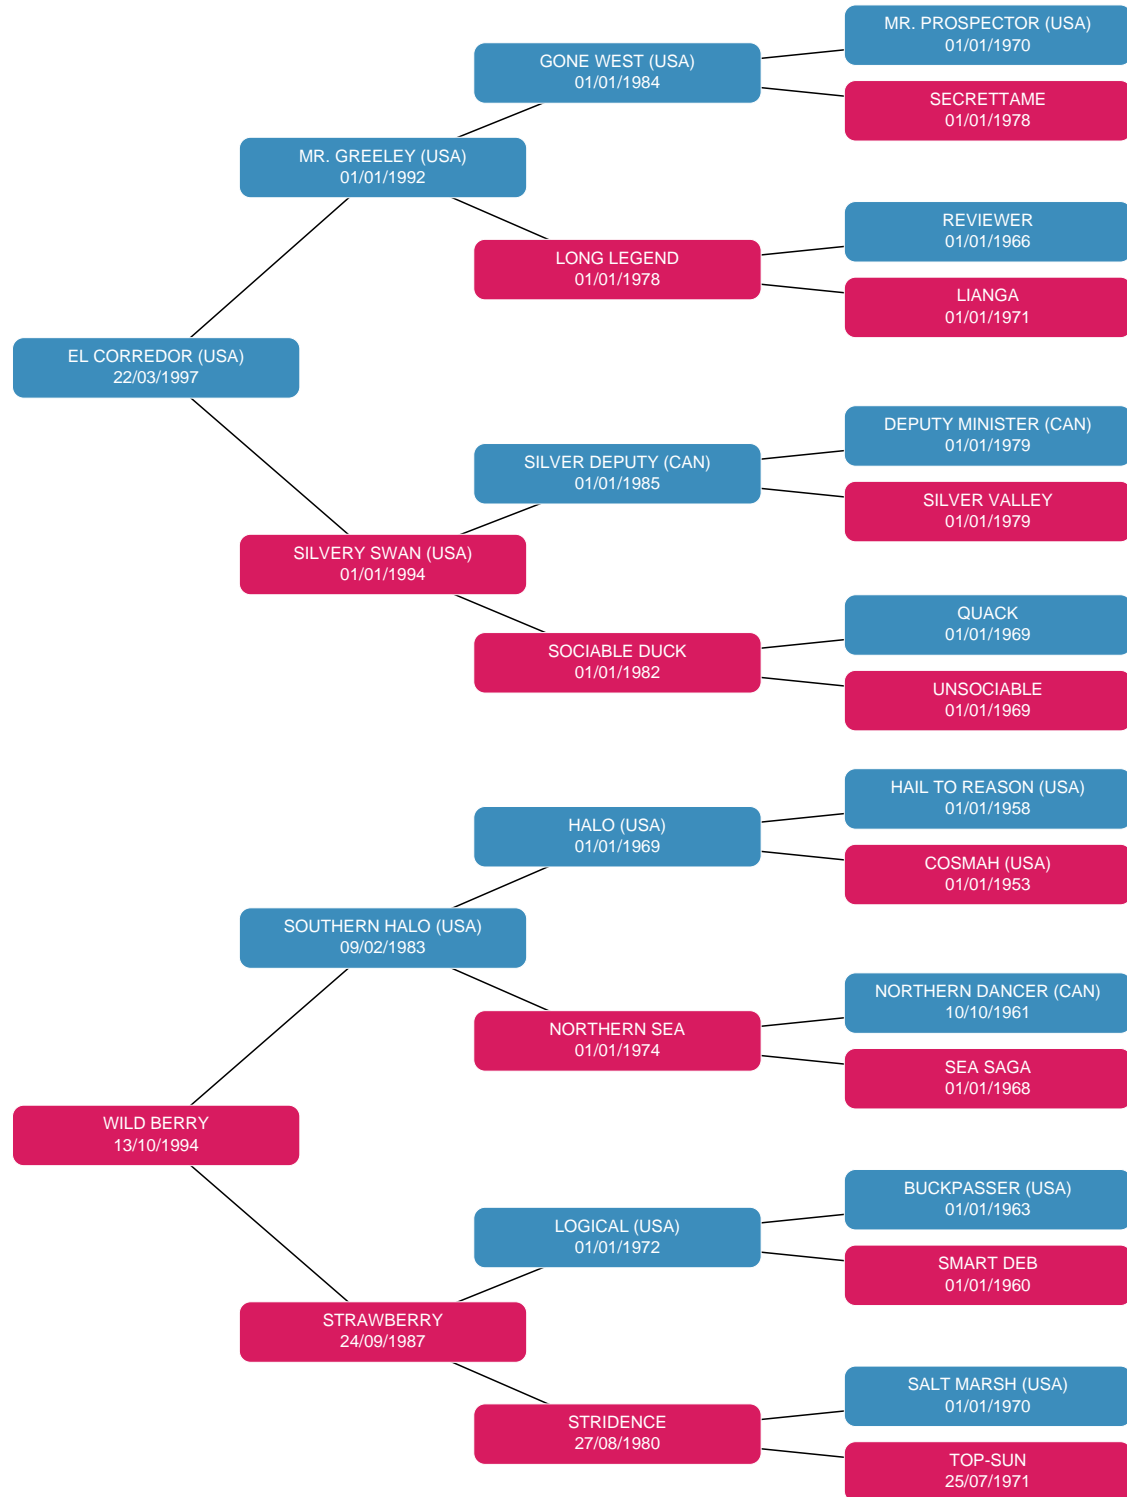 MR. PROSPECTOR (USA)
01/01/1970
GONE WEST (USA)
01/01/1984
SECRETTAME
01/01/1978
MR. GREELEY (USA)
01/01/1992
REVIEWER
01/01/1966
LONG LEGEND
01/01/1978
LIANGA
01/01/1971
EL CORREDOR (USA)
22/03/1997
DEPUTY MINISTER (CAN)
01/01/1979
SILVER DEPUTY (CAN)
01/01/1985
SILVER VALLEY
01/01/1979
SILVERY SWAN (USA)
01/01/1994
QUACK
01/01/1969
SOCIABLE DUCK
01/01/1982
UNSOCIABLE
01/01/1969
HAIL TO REASON (USA)
01/01/1958
HALO (USA)
01/01/1969
COSMAH (USA)
01/01/1953
SOUTHERN HALO (USA)
09/02/1983
NORTHERN DANCER (CAN)
10/10/1961
NORTHERN SEA
01/01/1974
SEA SAGA
01/01/1968
WILD BERRY
13/10/1994
BUCKPASSER (USA)
01/01/1963
LOGICAL (USA)
01/01/1972
SMART DEB
01/01/1960
STRAWBERRY
24/09/1987
SALT MARSH (USA)
01/01/1970
STRIDENCE
27/08/1980
TOP-SUN
25/07/1971